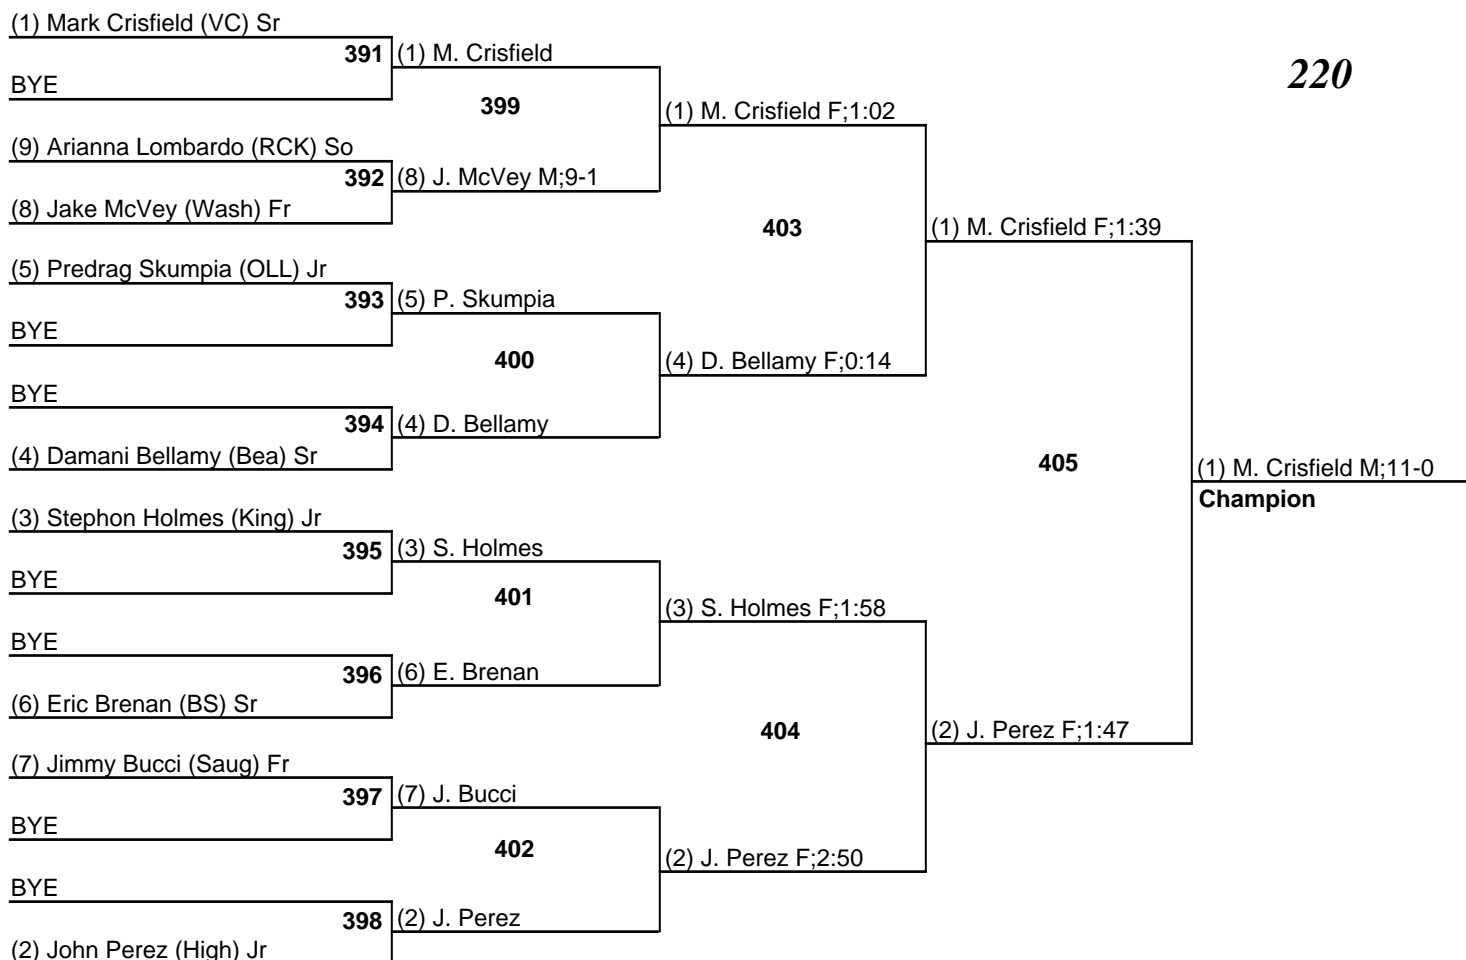 (1) Mark Crisfield (VC) Sr
391
(1) M. Crisfield
220
BYE
399
(1) M. Crisfield F;1:02
(9) Arianna Lombardo (RCK) So
392
(8) J. McVey M;9-1
(8) Jake McVey (Wash) Fr
403
(1) M. Crisfield F;1:39
(5) Predrag Skumpia (OLL) Jr
393
(5) P. Skumpia
BYE
400
(4) D. Bellamy F;0:14
BYE
394
(4) D. Bellamy
(4) Damani Bellamy (Bea) Sr
405
(1) M. Crisfield M;11-0
Champion
(3) Stephon Holmes (King) Jr
395
(3) S. Holmes
BYE
401
(3) S. Holmes F;1:58
BYE
396
(6) E. Brenan
(6) Eric Brenan (BS) Sr
404
(2) J. Perez F;1:47
(7) Jimmy Bucci (Saug) Fr
397
(7) J. Bucci
BYE
402
(2) J. Perez F;2:50
BYE
398
(2) J. Perez
(2) John Perez (High) Jr